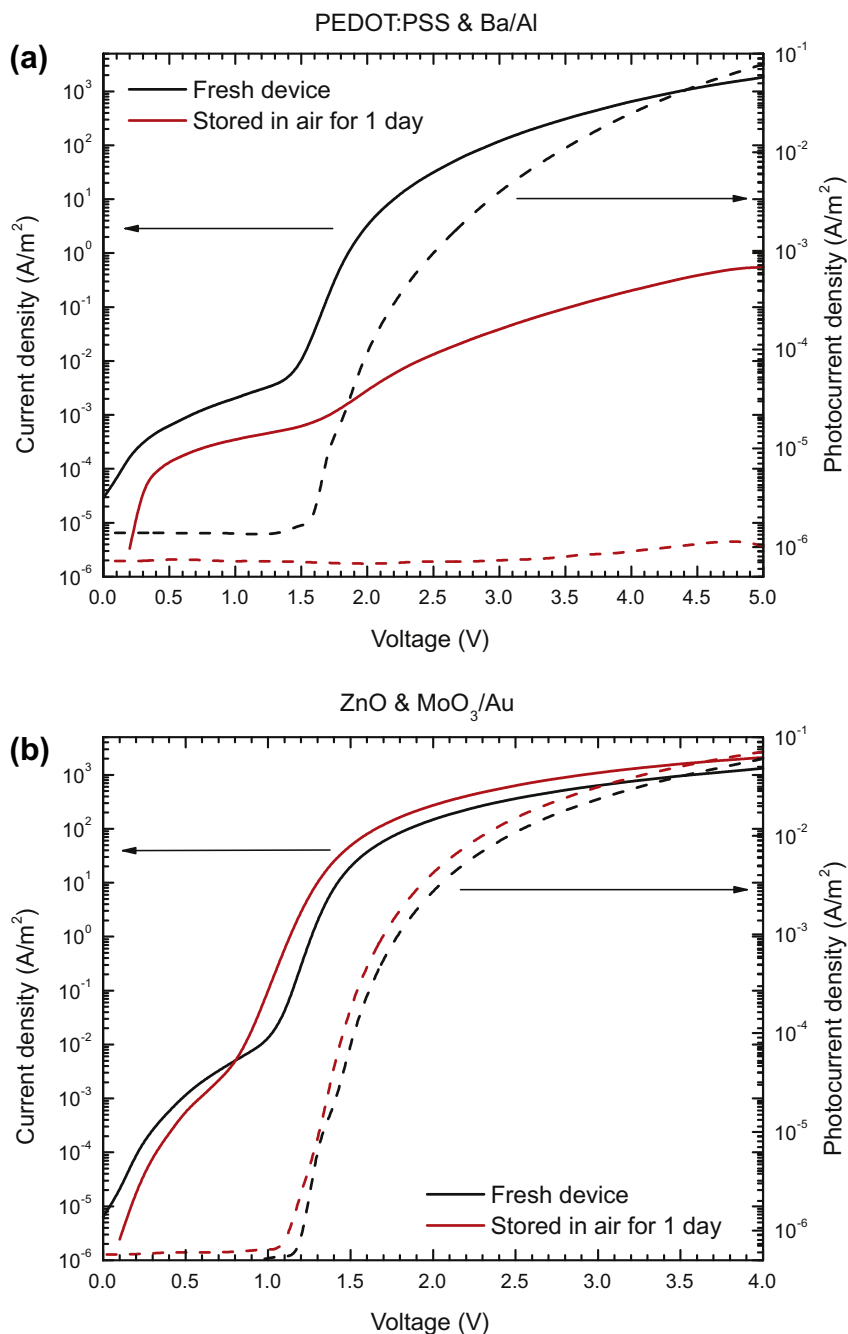 PEDOT:PSS & Ba/Al
(a)
Fresh device
Stored in air for 1 day
10³
10²
10¹
10⁰
10⁻¹
10⁻²
10⁻³
10⁻⁴
10⁻⁵
10⁻⁶
Current density (A/m²)
10⁻¹
10⁻²
10⁻³
10⁻⁴
10⁻⁵
10⁻⁶
Photocurrent density (A/m²)
0.0 0.5 1.0 1.5 2.0 2.5 3.0 3.5 4.0 4.5 5.0
Voltage (V)
ZnO & MoO₃/Au
(b)
10³
10²
10¹
10⁰
10⁻¹
10⁻²
10⁻³
10⁻⁴
10⁻⁵
10⁻⁶
Current density (A/m²)
10⁻¹
10⁻²
10⁻³
10⁻⁴
10⁻⁵
10⁻⁶
Photocurrent density (A/m²)
Fresh device
Stored in air for 1 day
0.0 0.5 1.0 1.5 2.0 2.5 3.0 3.5 4.0
Voltage (V)